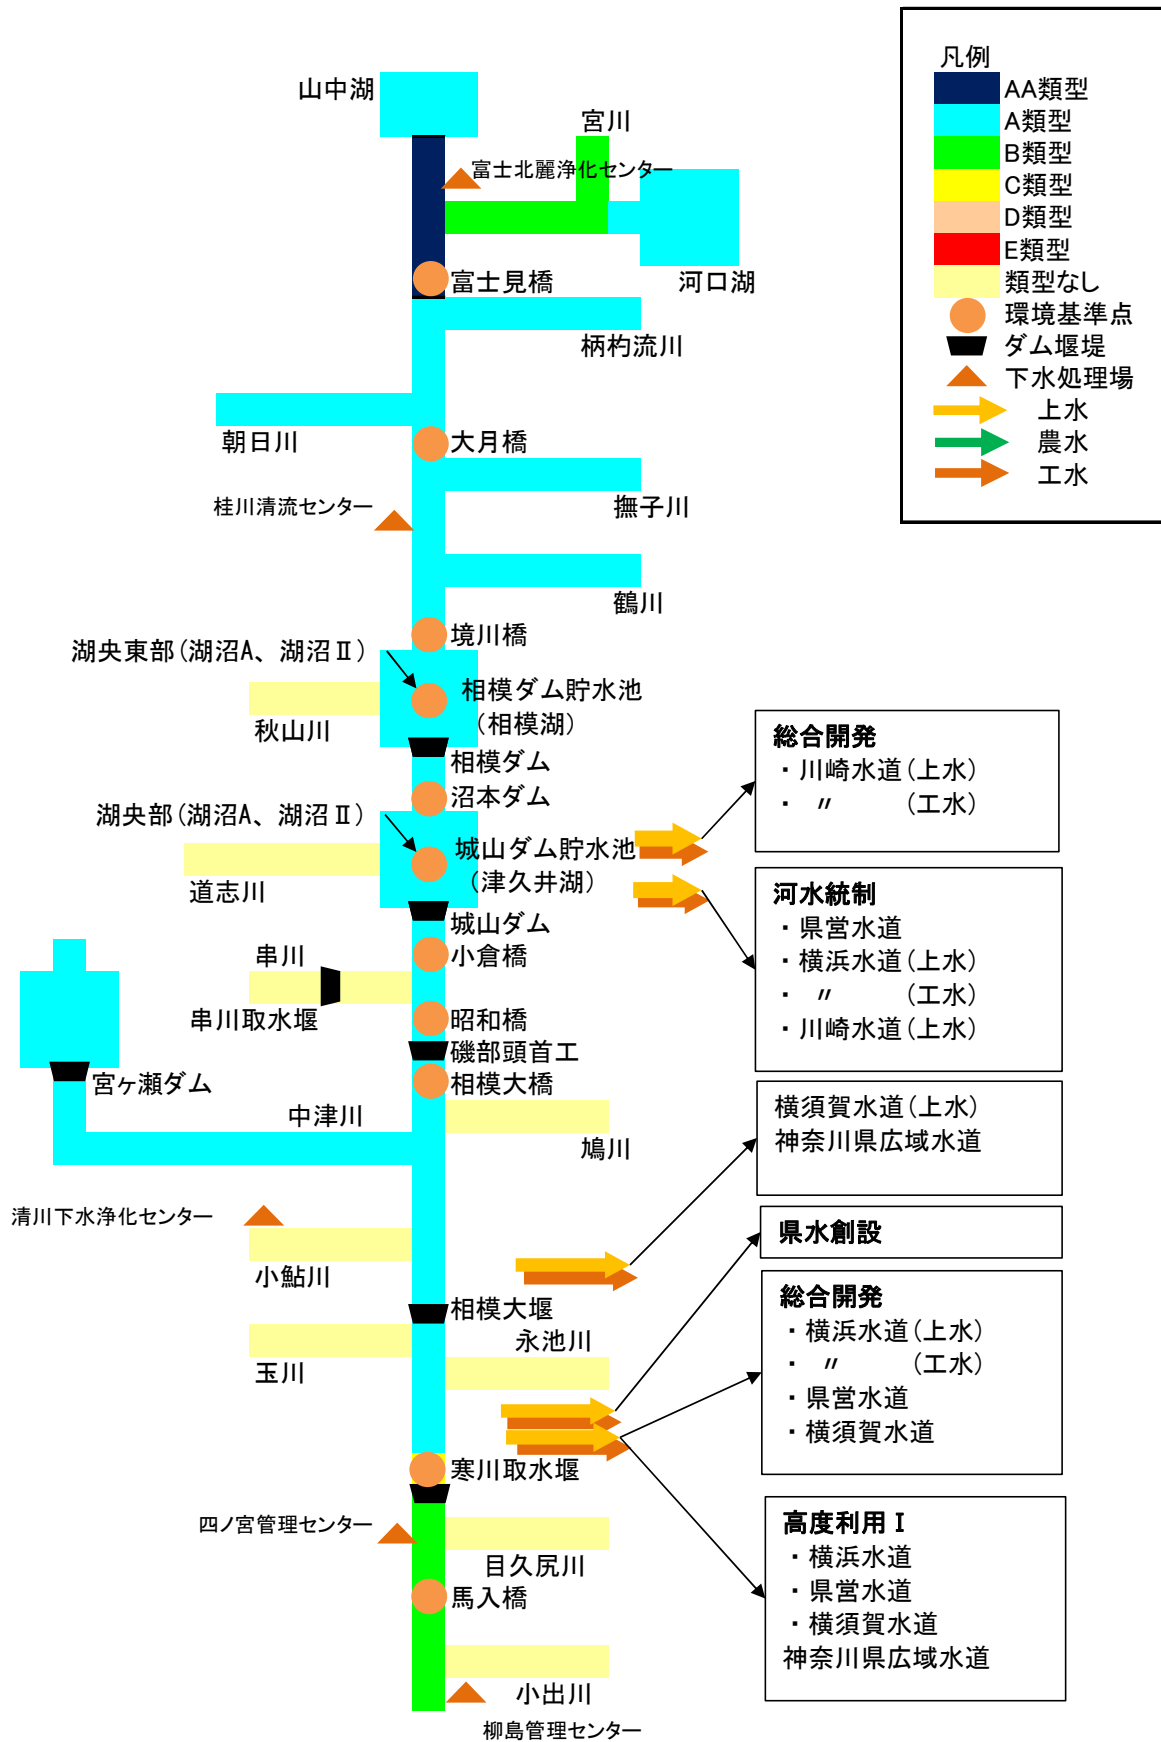 凡例
AA類型
A類型
B類型
C類型
D類型
E類型
類型なし
環境基準点
ダム堰堤
下水処理場
上水
農水
工水
山中湖
宮川
富士北麓浄化センター
富士見橋
河口湖
柄杓流川
朝日川
大月橋
撫子川
桂川清流センター
鶴川
境川橋
湖央東部(湖沼A、湖沼Ⅱ)
相模ダム貯水池
(相模湖)
秋山川
相模ダム
沼本ダム
湖央部(湖沼A、湖沼Ⅱ)
城山ダム貯水池
(津久井湖)
道志川
城山ダム
小倉橋
串川
串川取水堰
昭和橋
磯部頭首工
相模大橋
宮ヶ瀬ダム
中津川
鳩川
清川下水浄化センター
小鮎川
相模大堰
永池川
玉川
寒川取水堰
四ノ宮管理センター
目久尻川
馬入橋
小出川
柳島管理センター
総合開発
・川崎水道(上水)
・ 〃 (工水)
河水統制
・県営水道
・横浜水道(上水)
・ 〃 (工水)
・川崎水道(上水)
横須賀水道(上水)
神奈川県広域水道
県水創設
総合開発
・横浜水道(上水)
・ 〃 (工水)
・県営水道
・横須賀水道
高度利用Ⅰ
・横浜水道
・県営水道
・横須賀水道
神奈川県広域水道